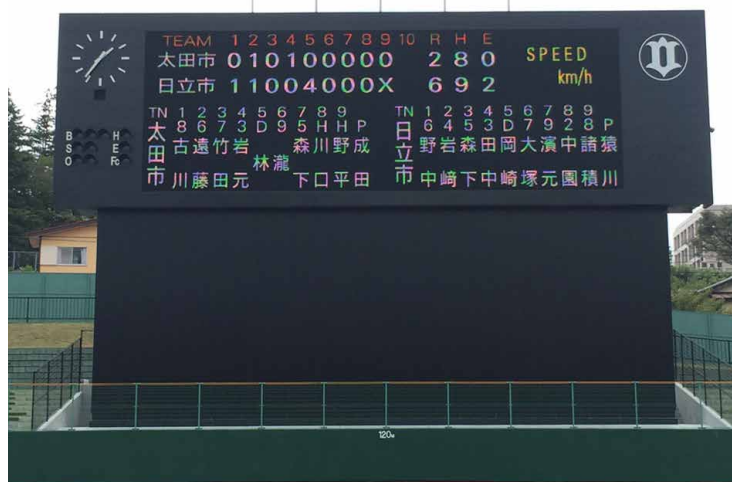 TEAM 1 2 3 4 5 6 7 8 9 10 R H E
太田市 0 1 0 1 0 0 0 0 0 2 8 0
日立市 1 1 0 0 4 0 0 0 X 6 9 2
SPEED
km/h
B H
S E
O Fc
TN 1 2 3 4 5 6 7 8 9
8 6 7 3 D 9 5 H H P
太田市
古川
遠藤
竹田
岩元
林
瀧
森下
川口
野平
成田
TN 1 2 3 4 5 6 7 8 9
6 4 5 3 D 7 9 2 8 P
日立市
野中
岩﨑
森下
田中
岡崎
大塚
濱元
中園
諸積
猿川
120m